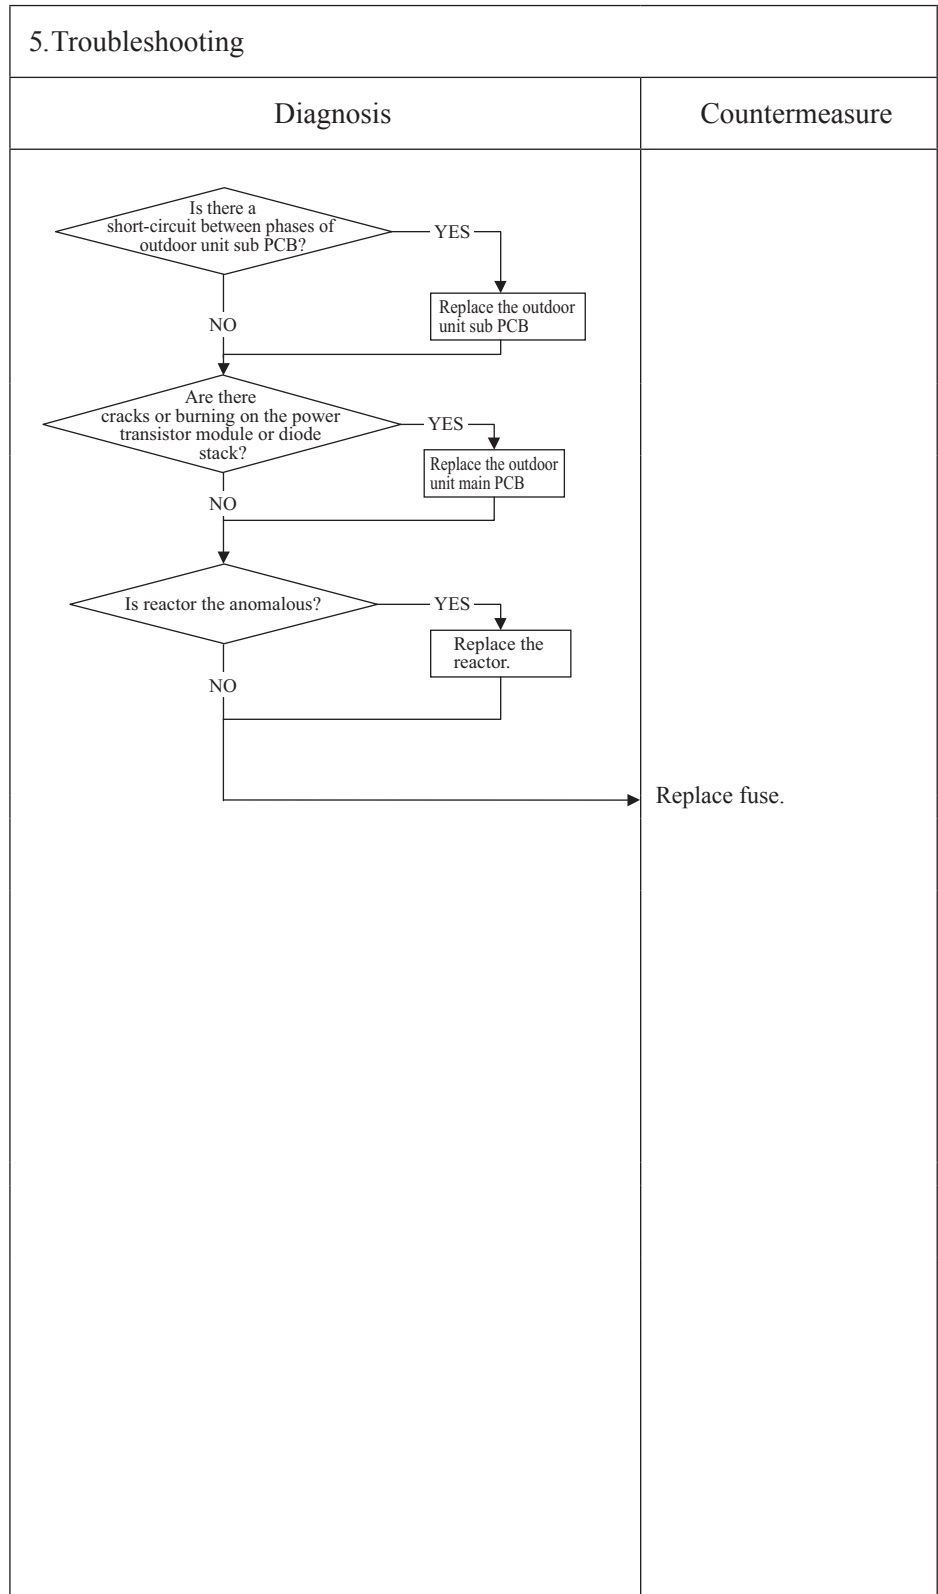 5.Troubleshooting
Diagnosis
Countermeasure
Is there a
short-circuit between phases of
outdoor unit sub PCB?
YES
Replace the outdoor
unit sub PCB
NO
Are there
cracks or burning on the power
transistor module or diode
stack?
YES
Replace the outdoor
unit main PCB
NO
Is reactor the anomalous?
YES
Replace the
reactor.
NO
Replace fuse.